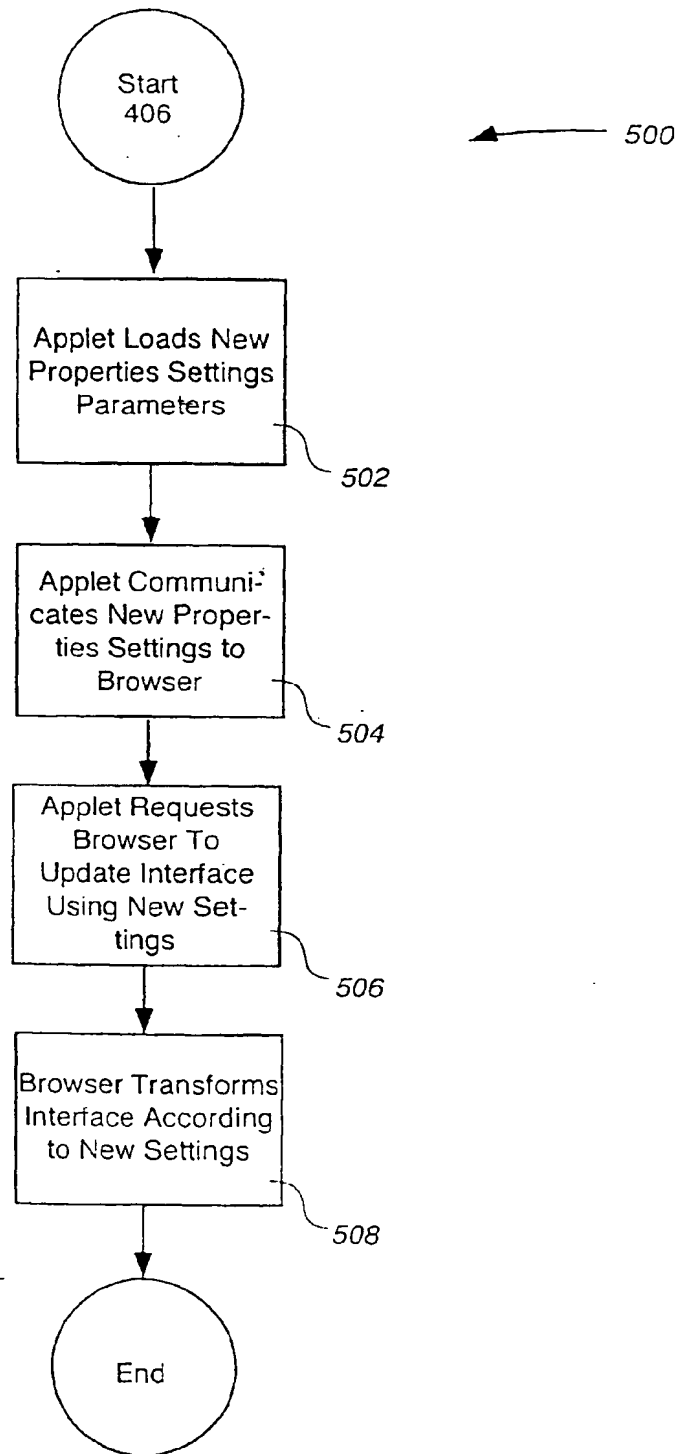 Start
406
500
Applet Loads New
Properties Settings
Parameters
502
Applet Communi-
cates New Proper-
ties Settings to
Browser
504
Applet Requests
Browser To
Update Interface
Using New Set-
tings
506
Browser Transforms
Interface According
to New Settings
508
End